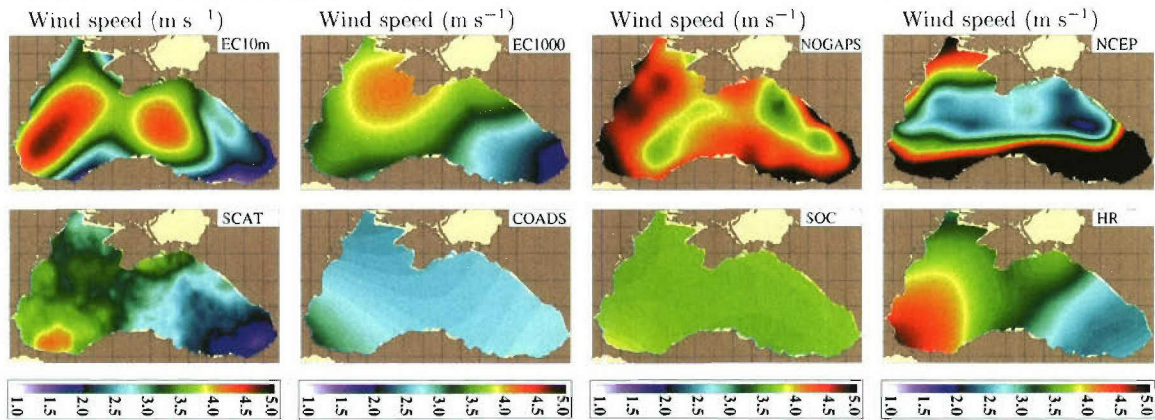 Wind speed (m s⁻¹) Wind speed (m s⁻¹) Wind speed (m s⁻¹) Wind speed (m s⁻¹)
EC10m EC1000 NOGAPS NCEP
SCAT COADS SOC HR
1.0 1.5 2.0 2.5 3.0 3.5 4.0 4.5 5.0 1.0 1.5 2.0 2.5 3.0 3.5 4.0 4.5 5.0 1.0 1.5 2.0 2.5 3.0 3.5 4.0 4.5 5.0 1.0 1.5 2.0 2.5 3.0 3.5 4.0 4.5 5.0